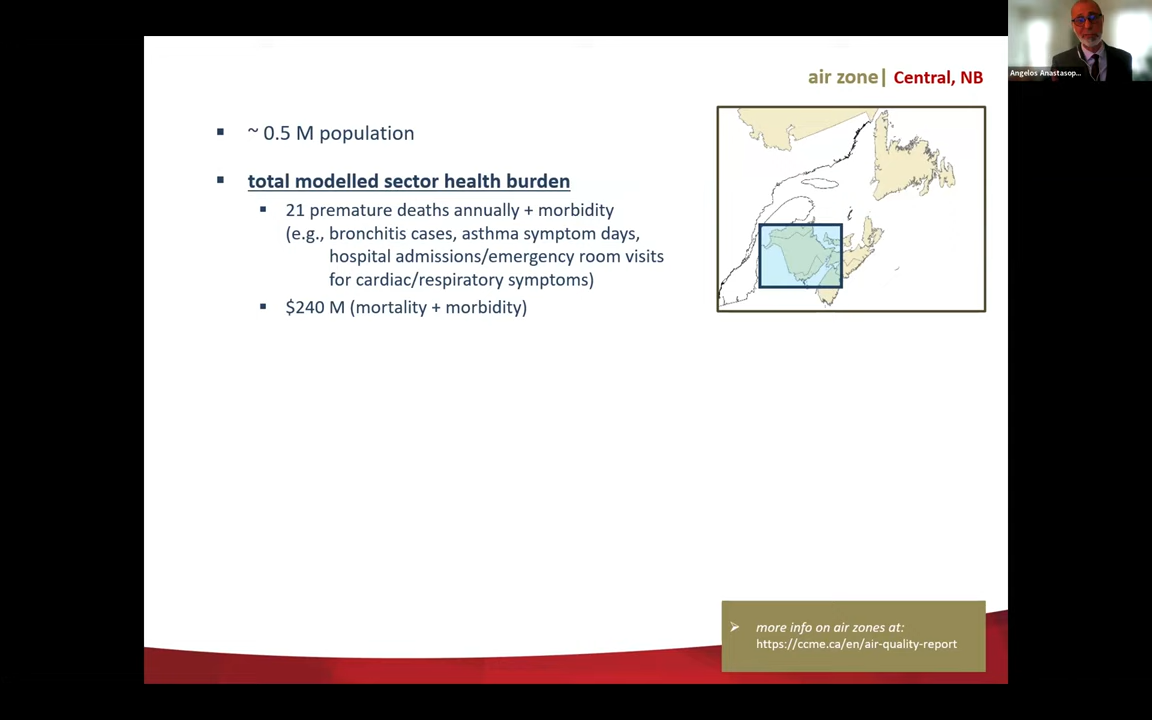 air zone| Central, NB
▪ ~ 0.5 M population
▪ total modelled sector health burden
▪ 21 premature deaths annually + morbidity
(e.g., bronchitis cases, asthma symptom days,
hospital admissions/emergency room visits
for cardiac/respiratory symptoms)
▪ $240 M (mortality + morbidity)
➢ more info on air zones at:
https://ccme.ca/en/air-quality-report
Angelos Anastasop...